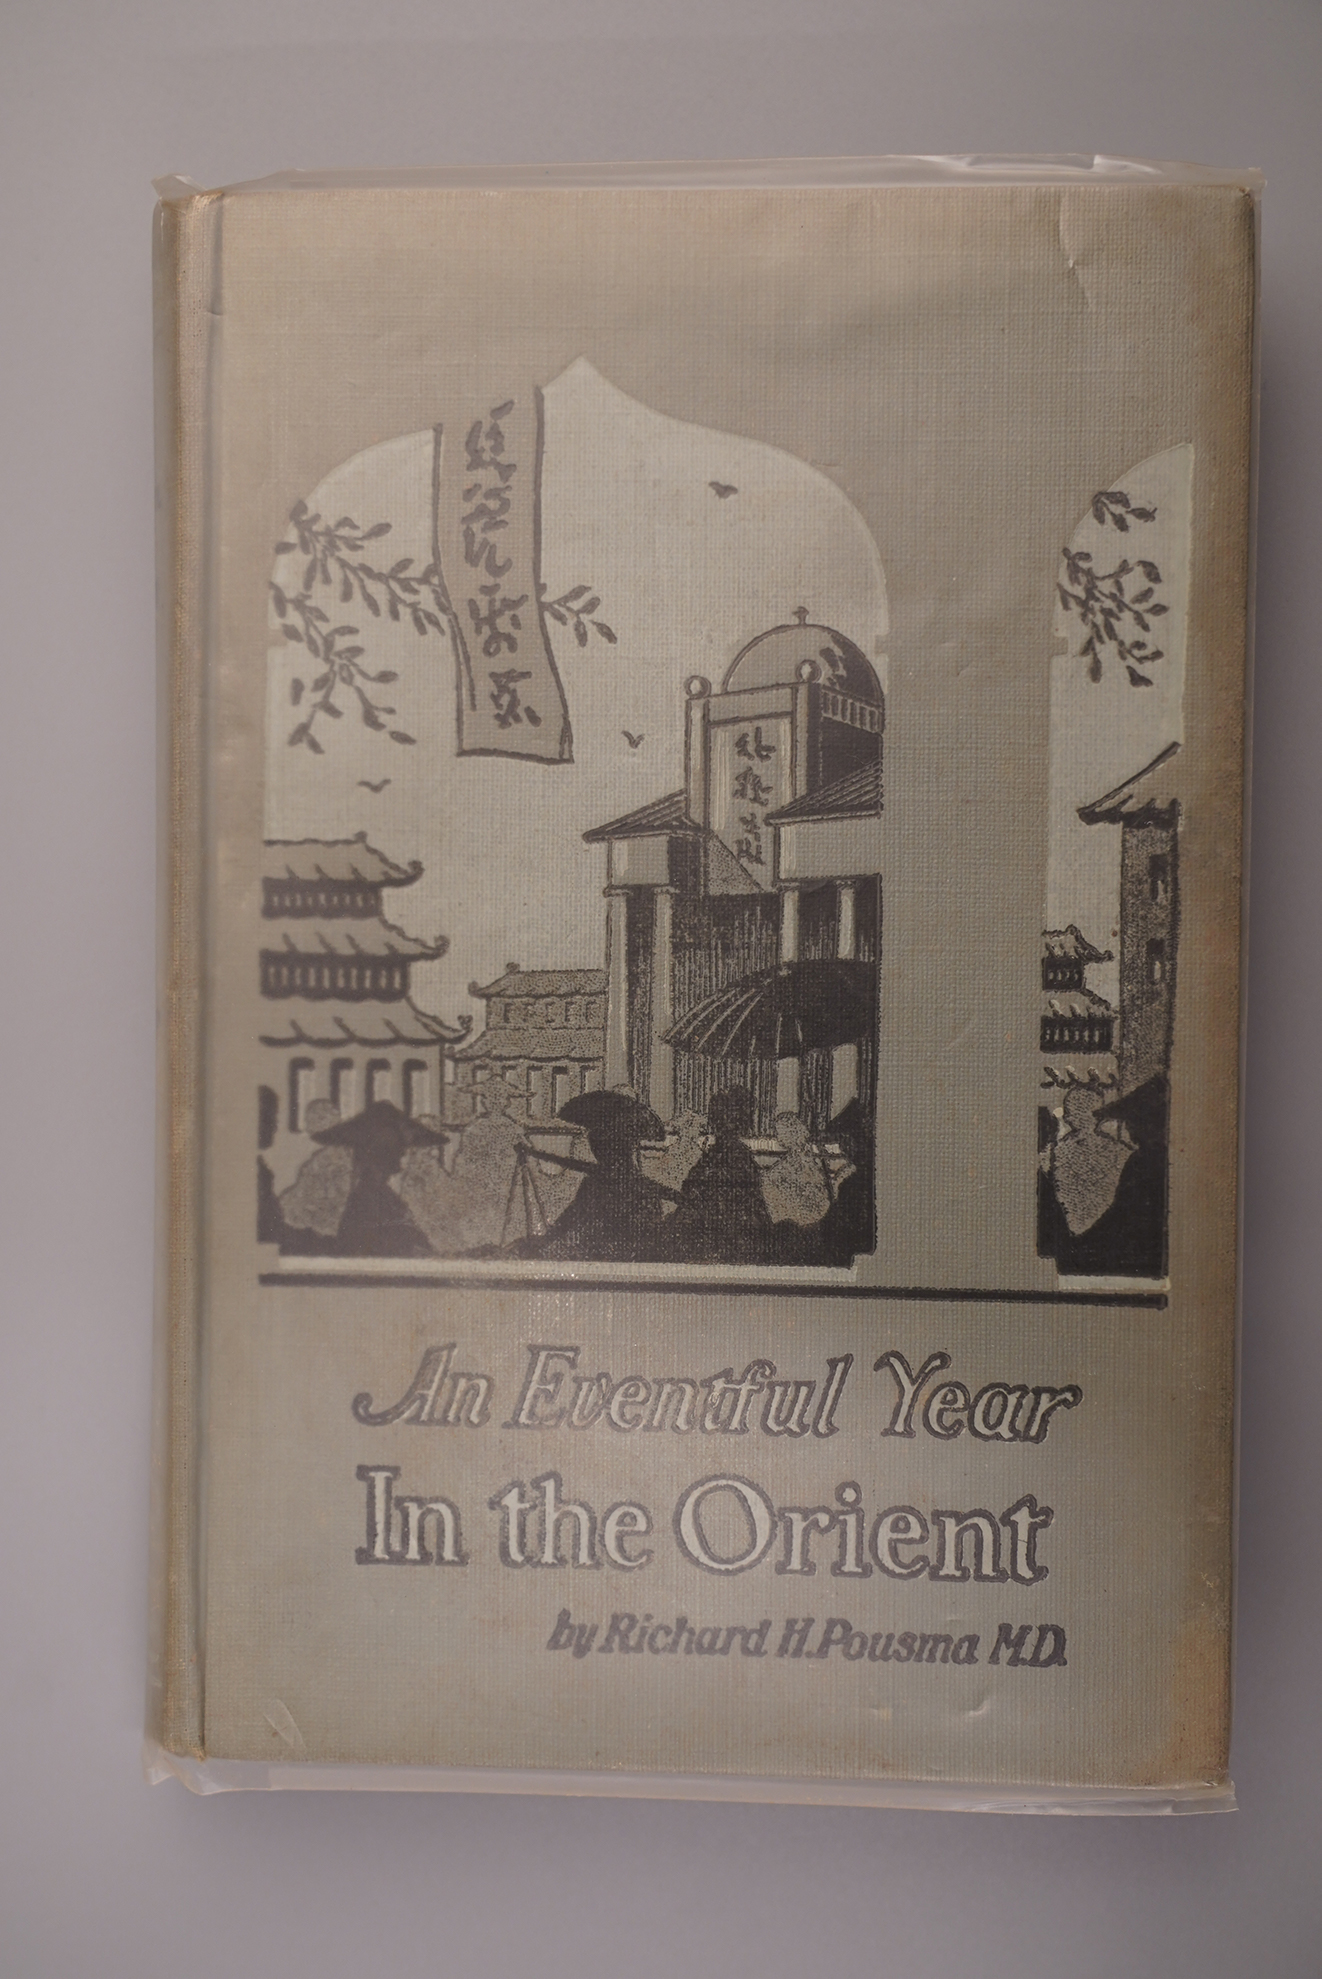 An Eventful Year
In the Orient
by Richard H. Pousma M.D.